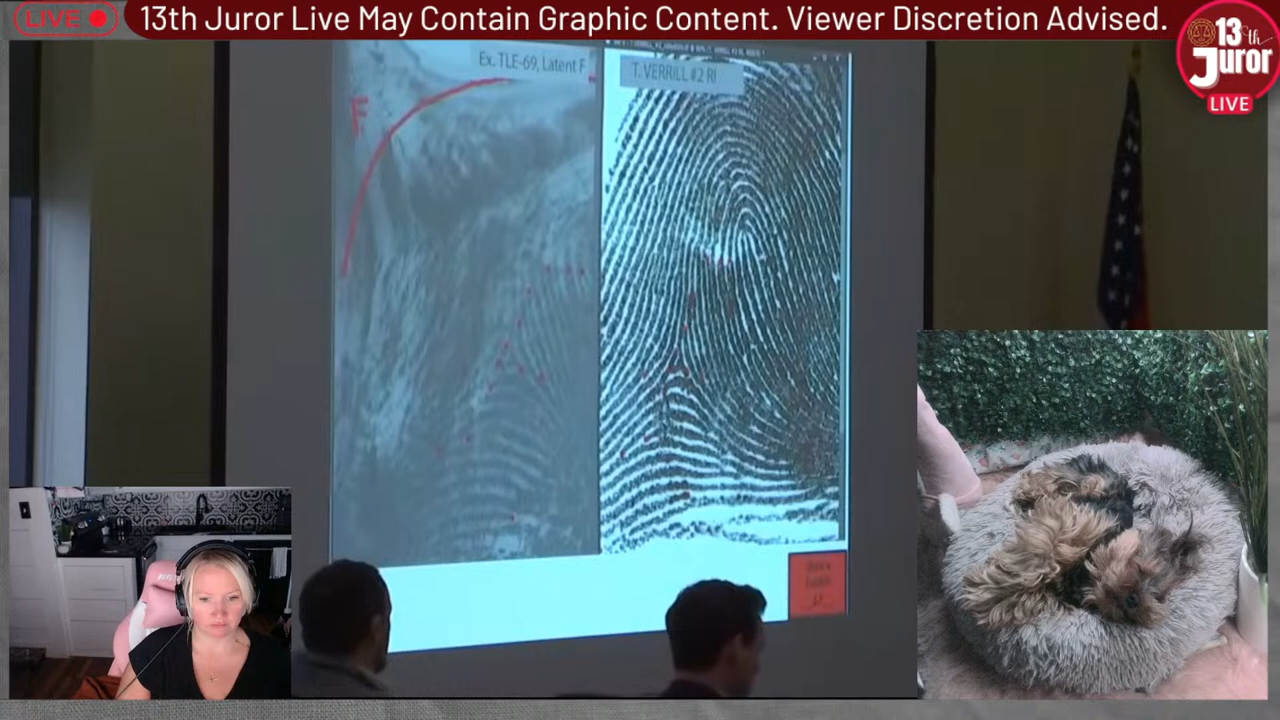 LIVE
13th Juror Live May Contain Graphic Content. Viewer Discretion Advised.
13th
Juror
LIVE
Ex. TLE-69, Latent F
T. VERRILL #2 RI
F